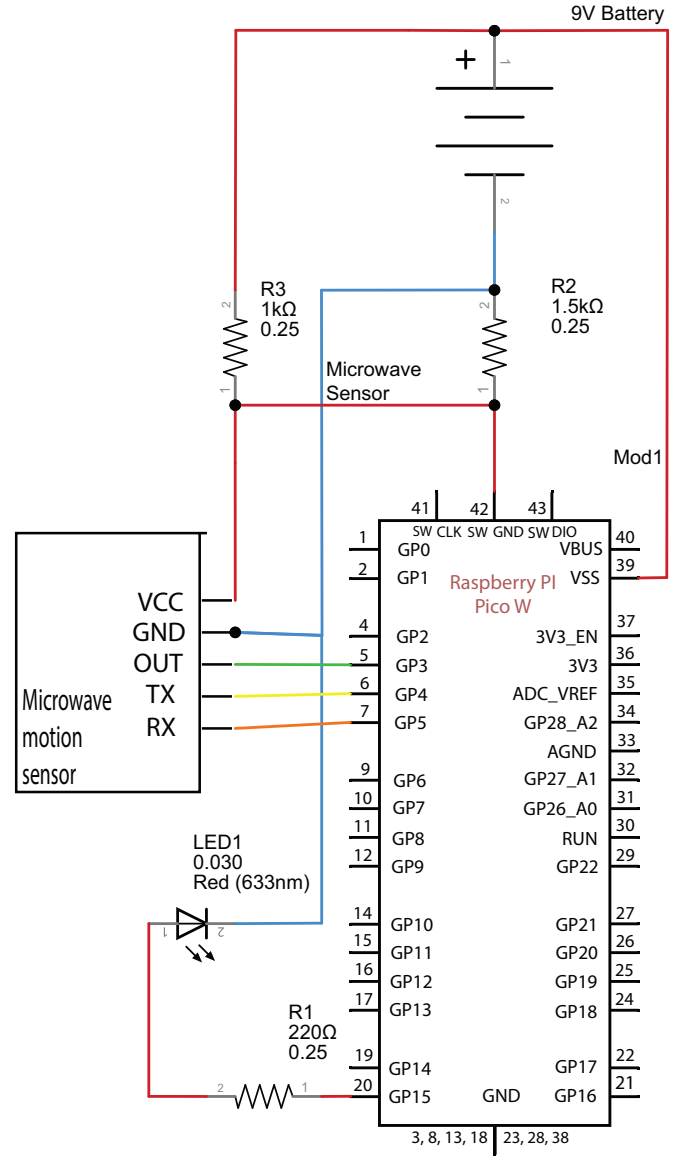 9V Battery
+
1
2
R3
1kΩ
0.25
2
1
R2
1.5kΩ
0.25
2
1
Microwave
Sensor
Mod1
41
42
43
SW CLK
SW GND
SW DIO
Raspberry PI
Pico W
1 GP0
2 GP1
4 GP2
5 GP3
6 GP4
7 GP5
9 GP6
10 GP7
11 GP8
12 GP9
14 GP10
15 GP11
16 GP12
17 GP13
19 GP14
20 GP15
VBUS 40
VSS 39
3V3_EN 37
3V3 36
ADC_VREF 35
GP28_A2 34
AGND 33
GP27_A1 32
GP26_A0 31
RUN 30
GP22 29
GP21 27
GP20 26
GP19 25
GP18 24
GP17 22
GP16 21
GND
3, 8, 13, 18
23, 28, 38
VCC
GND
OUT
TX
RX
Microwave
motion
sensor
LED1
0.030
Red (633nm)
1
2
R1
220Ω
0.25
2
1